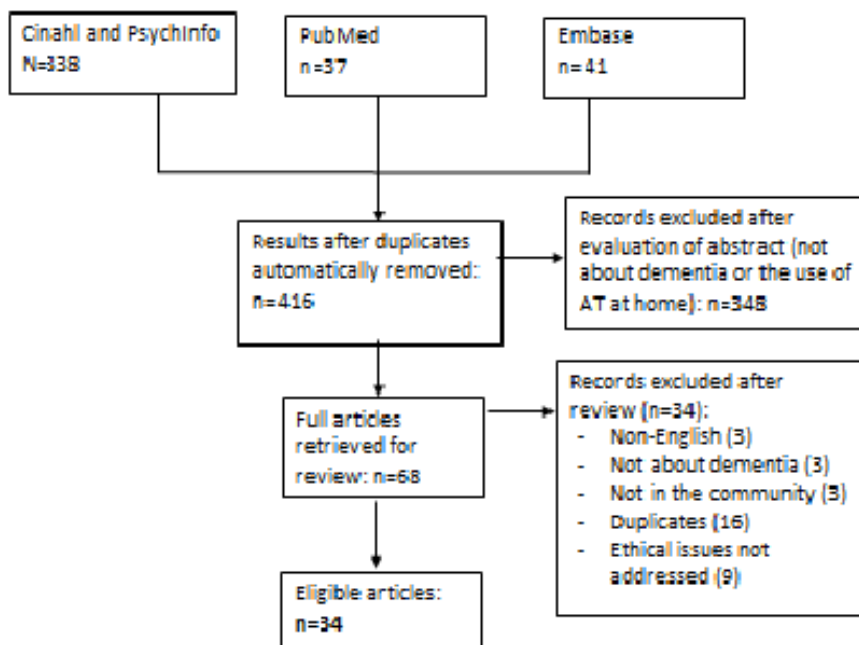 Cinahl and PsychInfo
N=338
PubMed
n=37
Embase
n=41
Results after duplicates
automatically removed::
n=416
Records excluded after
evaluation of abstract (not
about dementia or the use of
AT at home): n=348
Full articles
retrieved for
review: n=68
Records excluded after
review (n=34):
- Non-English (3)
- Not about dementia (3)
- Not in the community (3)
- Duplicates (16)
- Ethical issues not
addressed (9)
Eligible articles:
n=34